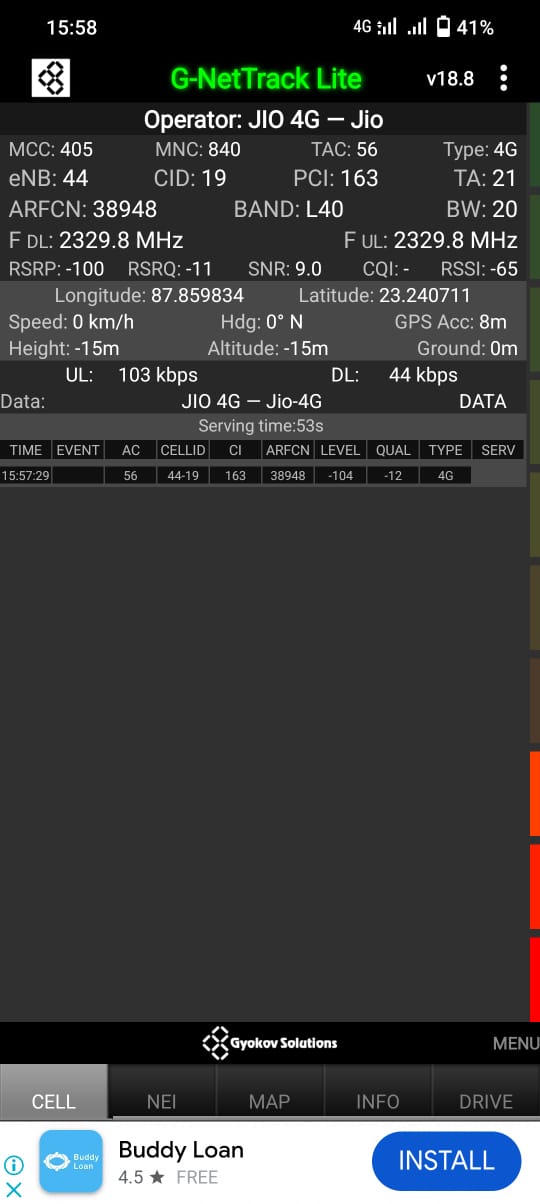 15:58 4G 41%
G-NetTrack Lite v18.8
Operator: JIO 4G — Jio
MCC: 405 MNC: 840 TAC: 56 Type: 4G
eNB: 44 CID: 19 PCI: 163 TA: 21
ARFCN: 38948 BAND: L40 BW: 20
F DL: 2329.8 MHz F UL: 2329.8 MHz
RSRP: -100 RSRQ: -11 SNR: 9.0 CQI: - RSSI: -65
Longitude: 87.859834 Latitude: 23.240711
Speed: 0 km/h Hdg: 0° N GPS Acc: 8m
Height: -15m Altitude: -15m Ground: 0m
UL: 103 kbps DL: 44 kbps
Data: JIO 4G — Jio-4G DATA
Serving time:53s
TIME EVENT AC CELLID CI ARFCN LEVEL QUAL TYPE SERV
15:57:29 56 44-19 163 38948 -104 -12 4G
Gyokov Solutions MENU
CELL NEI MAP INFO DRIVE
Buddy Loan
Buddy Loan
4.5 ★ FREE
INSTALL